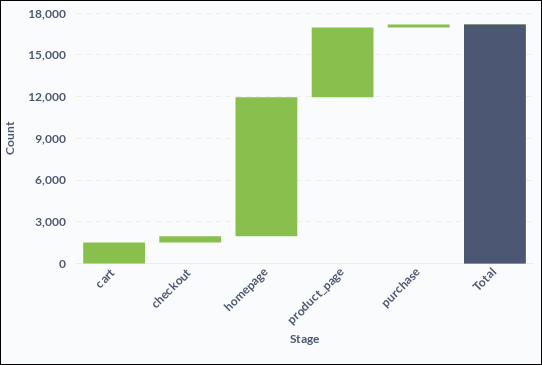 18,000
15,000
12,000
9,000
6,000
3,000
0
Count
cart
checkout
homepage
product_page
purchase
Total
Stage